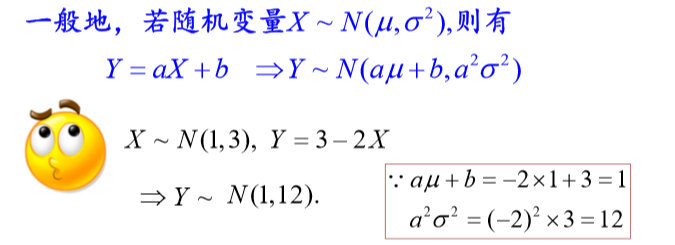 一般地，若随机变量X ~ N(μ,σ²),则有
Y = aX + b ⇒Y ~ N(aμ+b,a²σ²)
X ~ N(1,3), Y = 3 − 2X
⇒ Y ~ N(1,12).
∵ aμ + b = −2×1+3 = 1
a²σ² = (−2)² ×3 = 12